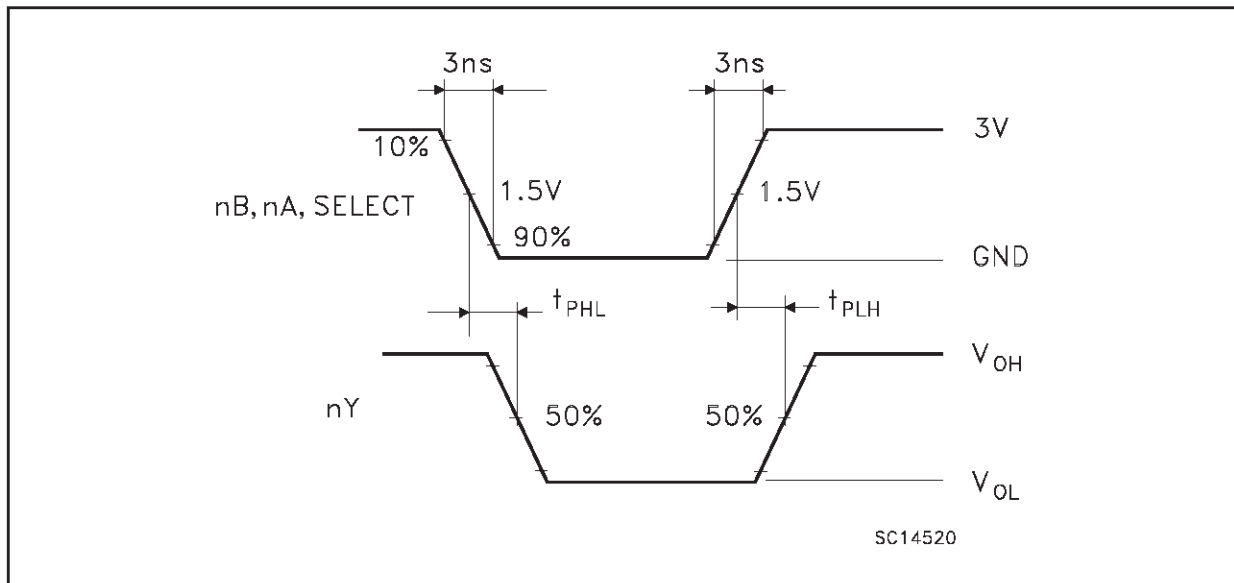 3ns 3ns
3V
10%
nB, nA, SELECT 1.5V 1.5V
90%
GND
tPHL tPLH
VOH
nY 50% 50%
VOL
SC14520